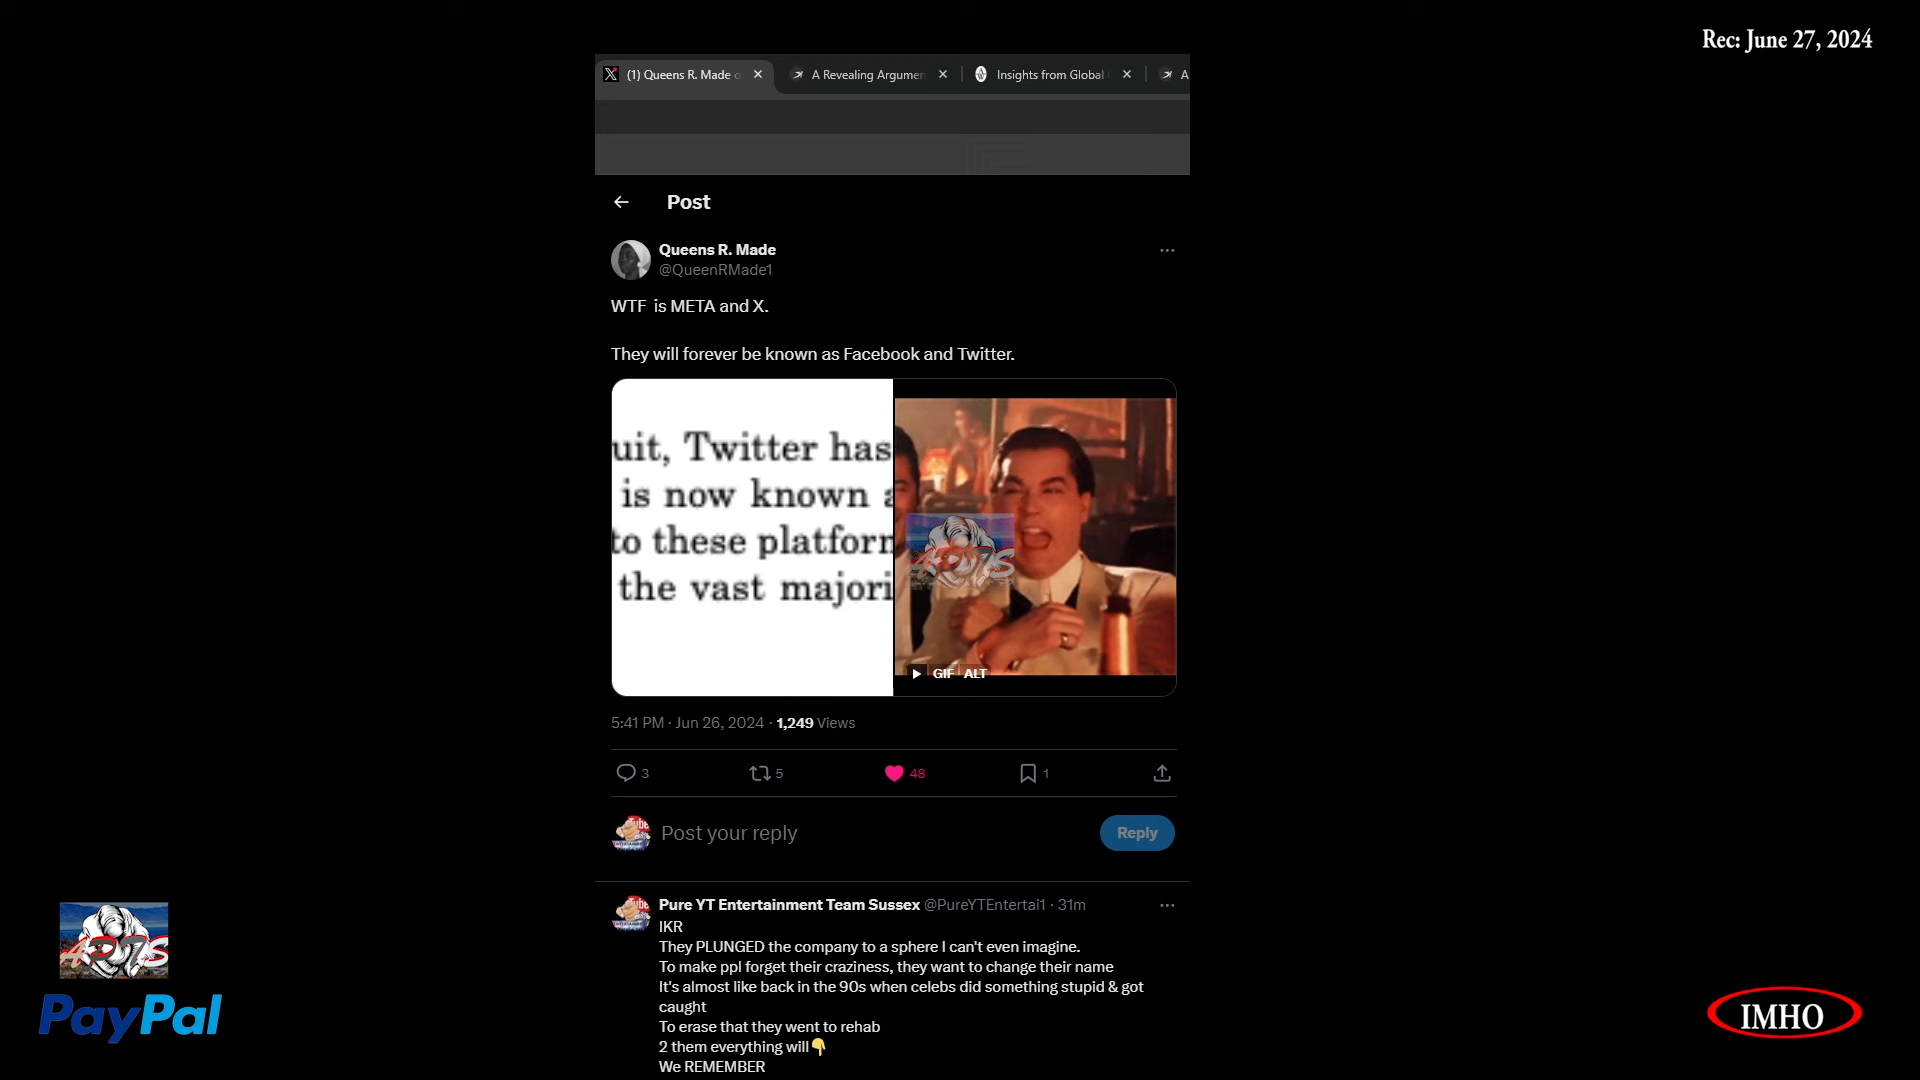 Rec: June 27, 2024
(1) Queens R. Made o
A Revealing Argumen
Insights from Global
A
Post
Queens R. Made
@QueenRMade1
WTF is META and X.
They will forever be known as Facebook and Twitter.
uit, Twitter has
is now known a
to these platform
the vast majori
ADTS
GIF ALT
5:41 PM · Jun 26, 2024 · 1,249 Views
3 5 48 1
Post your reply
Reply
Pure YT Entertainment Team Sussex @PureYTEntertai1 · 31m
IKR
They PLUNGED the company to a sphere I can't even imagine.
To make ppl forget their craziness, they want to change their name
It's almost like back in the 90s when celebs did something stupid & got
caught
To erase that they went to rehab
2 them everything will👇
We REMEMBER
PayPal
IMHO